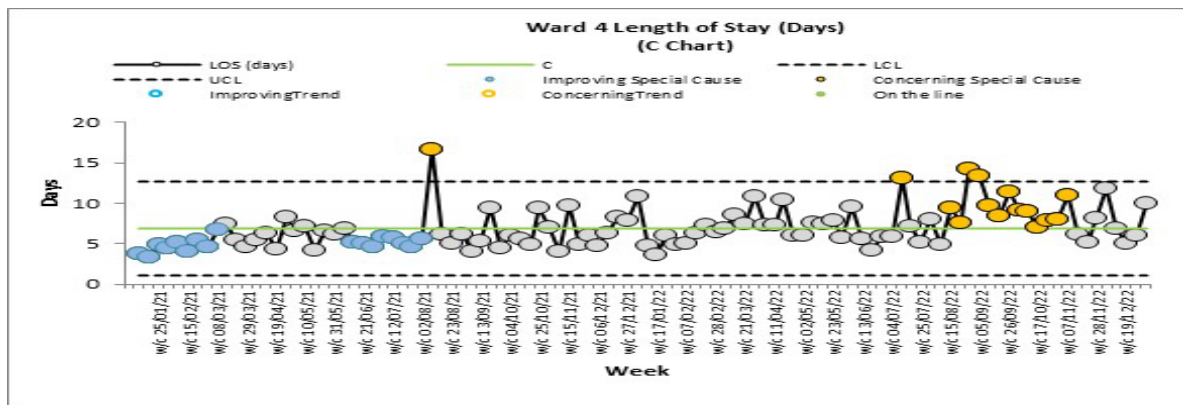 Ward 4 Length of Stay (Days)
(C Chart)
LOS (days) C LCL
UCL Improving Special Cause Concerning Special Cause
ImprovingTrend ConcerningTrend On the line
Days
20
15
10
5
0
w/c 25/01/21
w/c 15/02/21
w/c 08/03/21
w/c 29/03/21
w/c 19/04/21
w/c 10/05/21
w/c 31/05/21
w/c 21/06/21
w/c 12/07/21
w/c 02/08/21
w/c 23/08/21
w/c 13/09/21
w/c 04/10/21
w/c 25/10/21
w/c 15/11/21
w/c 06/12/21
w/c 27/12/21
w/c 17/01/22
w/c 07/02/22
w/c 28/02/22
w/c 21/03/22
w/c 11/04/22
w/c 02/05/22
w/c 23/05/22
w/c 13/06/22
w/c 04/07/22
w/c 25/07/22
w/c 15/08/22
w/c 05/09/22
w/c 26/09/22
w/c 17/10/22
w/c 07/11/22
w/c 28/11/22
w/c 19/12/22
Week